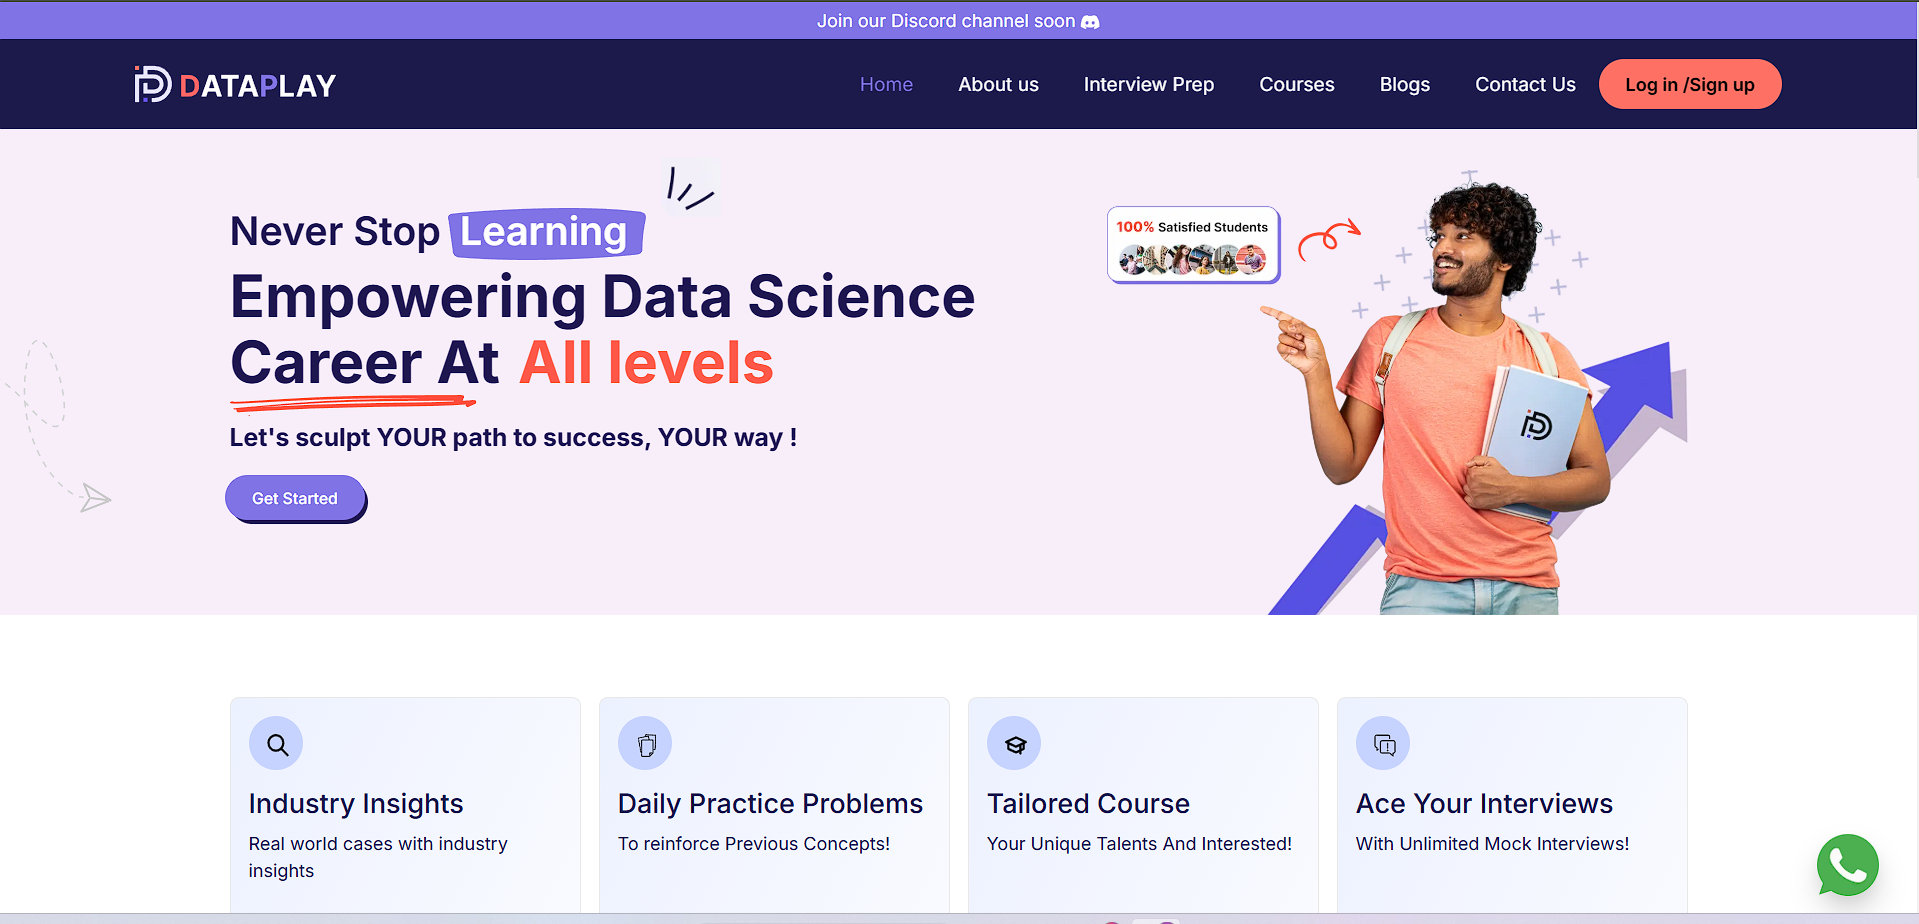 Join our Discord channel soon
DATAPLAY
Home
About us
Interview Prep
Courses
Blogs
Contact Us
Log in /Sign up
Never Stop Learning
Empowering Data Science
Career At All levels
Let's sculpt YOUR path to success, YOUR way !
Get Started
100% Satisfied Students
Industry Insights
Real world cases with industry
insights
Daily Practice Problems
To reinforce Previous Concepts!
Tailored Course
Your Unique Talents And Interested!
Ace Your Interviews
With Unlimited Mock Interviews!